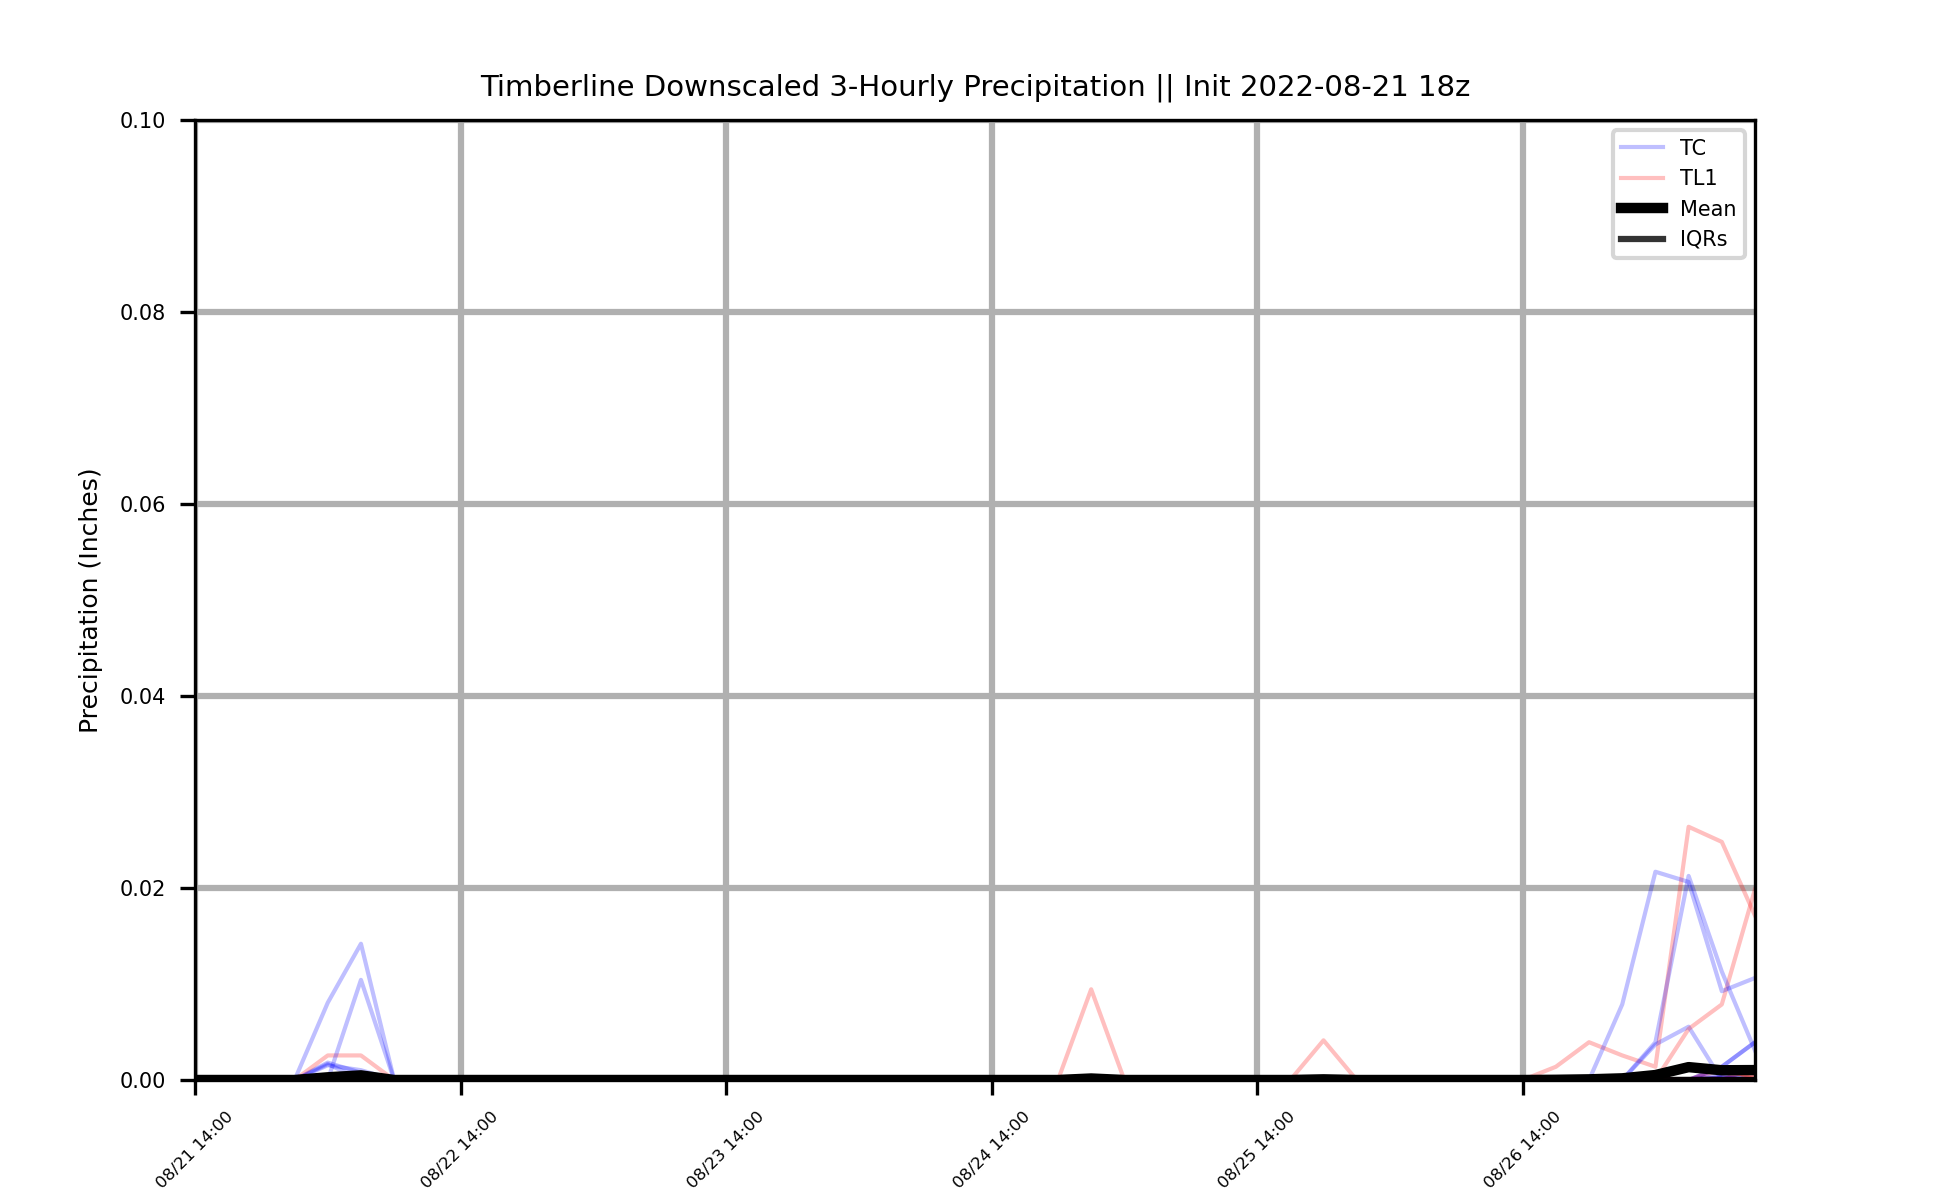 Timberline Downscaled 3-Hourly Precipitation || Init 2022-08-21 18z
Precipitation (Inches)
0.10
0.08
0.06
0.04
0.02
0.00
TC
TL1
Mean
IQRs
08/21 14:00
08/22 14:00
08/23 14:00
08/24 14:00
08/25 14:00
08/26 14:00